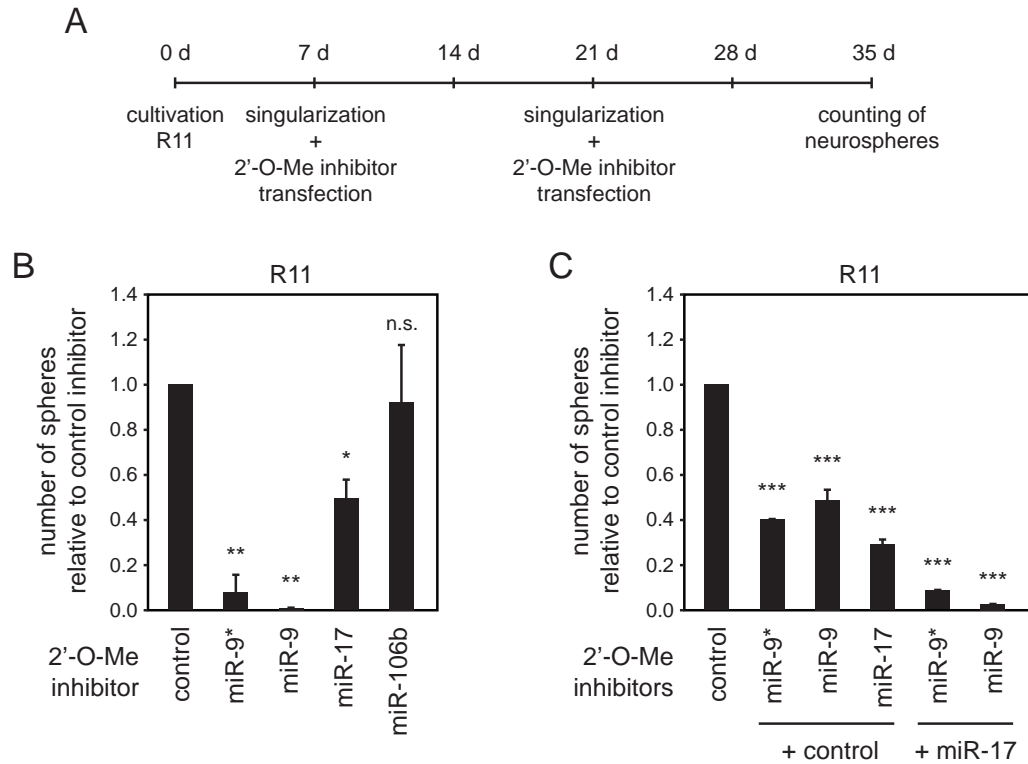 A
0 d 7 d 14 d 21 d 28 d 35 d
cultivation
R11
singularization
+
2'-O-Me inhibitor
transfection
singularization
+
2'-O-Me inhibitor
transfection
counting of
neurospheres
B
R11
number of spheres
relative to control inhibitor
1.4
1.2
1.0
0.8
0.6
0.4
0.2
0.0
**
**
*
n.s.
2'-O-Me
inhibitor
control
miR-9*
miR-9
miR-17
miR-106b
C
R11
number of spheres
relative to control inhibitor
1.4
1.2
1.0
0.8
0.6
0.4
0.2
0.0
***
***
***
***
***
2'-O-Me
inhibitors
control
miR-9*
miR-9
miR-17
miR-9*
miR-9
+ control
+ miR-17